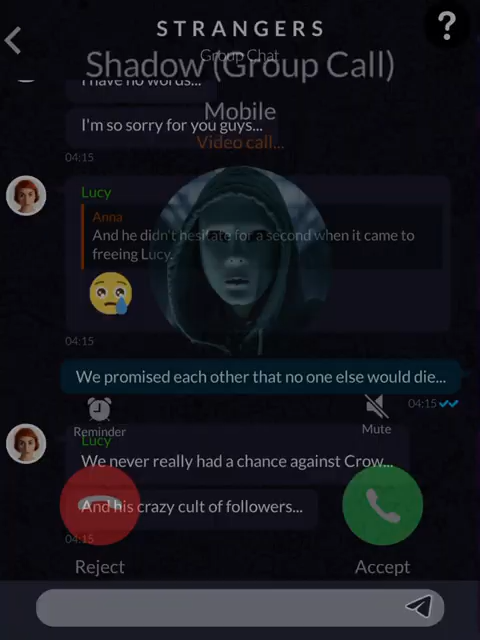 STRANGERS
Group Chat
Shadow (Group Call)
I have no words...
Mobile
I'm so sorry for you guys...
Video call...
04:15
Lucy
Anna
And he didn't hesitate for a second when it came to
freeing Lucy.
04:15
We promised each other that no one else would die...
04:15
Reminder
Mute
Lucy
We never really had a chance against Crow...
And his crazy cult of followers...
04:15
Reject
Accept
?